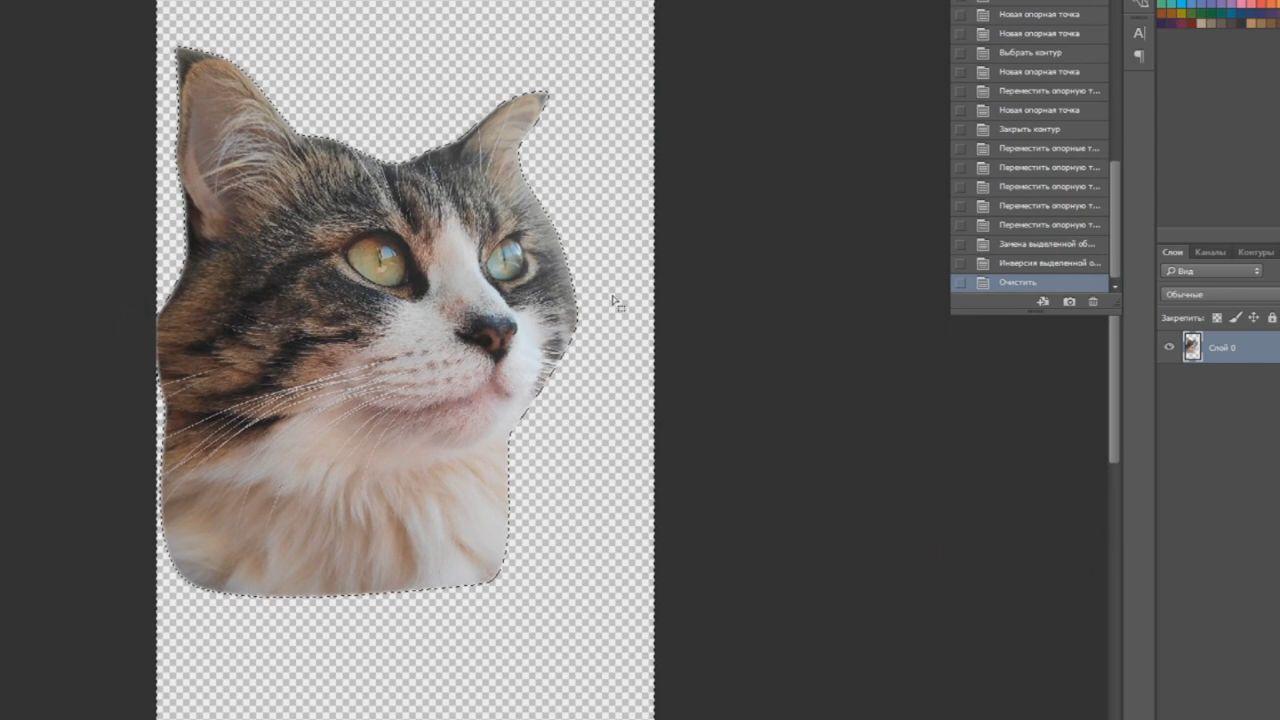 Новая опорная точка
Новая опорная точка
Выбрать контур
Новая опорная точка
Переместить опорную т...
Новая опорная точка
Закрыть контур
Переместить опорные т...
Переместить опорную т...
Переместить опорную т...
Переместить опорную т...
Переместить опорную т...
Замена выделенной об...
Инверсия выделенной о...
Очистить
A
¶
Слои Каналы Контуры
Вид
Обычные
Закрепить:
Слой 0